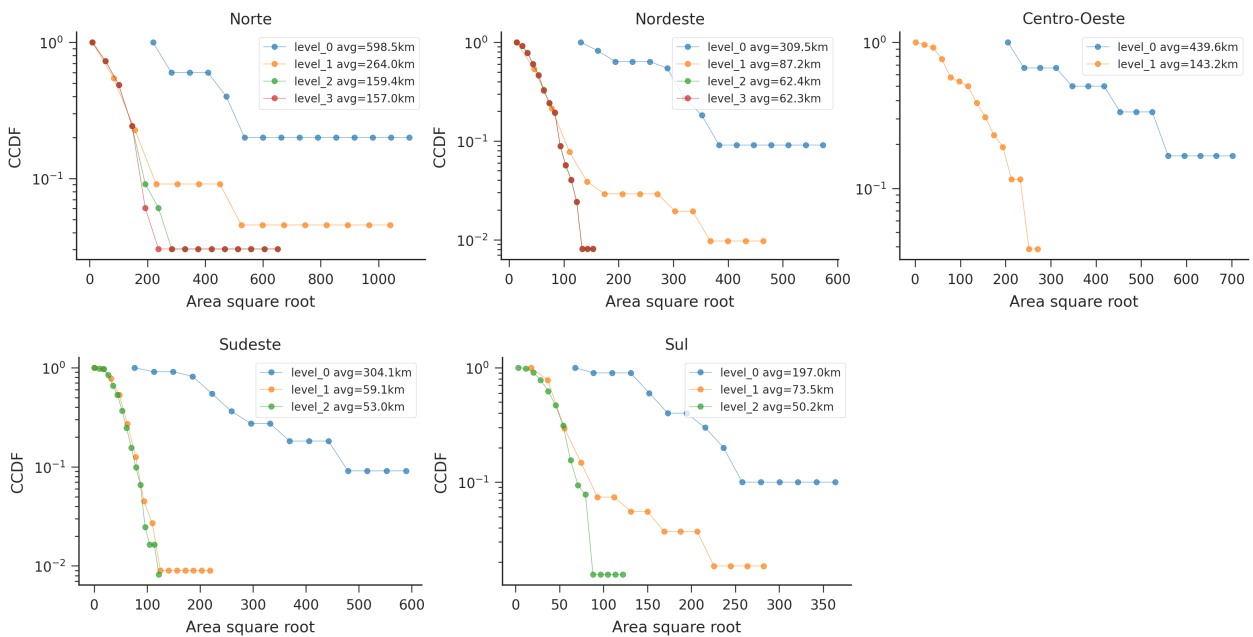 Norte
10^0
10^-1
CCDF
level_0 avg=598.5km
level_1 avg=264.0km
level_2 avg=159.4km
level_3 avg=157.0km
0 200 400 600 800 1000
Area square root
Nordeste
10^0
10^-1
10^-2
CCDF
level_0 avg=309.5km
level_1 avg=87.2km
level_2 avg=62.4km
level_3 avg=62.3km
0 100 200 300 400 500 600
Area square root
Centro-Oeste
10^0
10^-1
CCDF
level_0 avg=439.6km
level_1 avg=143.2km
0 100 200 300 400 500 600 700
Area square root
Sudeste
10^0
10^-1
10^-2
CCDF
level_0 avg=304.1km
level_1 avg=59.1km
level_2 avg=53.0km
0 100 200 300 400 500 600
Area square root
Sul
10^0
10^-1
CCDF
level_0 avg=197.0km
level_1 avg=73.5km
level_2 avg=50.2km
0 50 100 150 200 250 300 350
Area square root